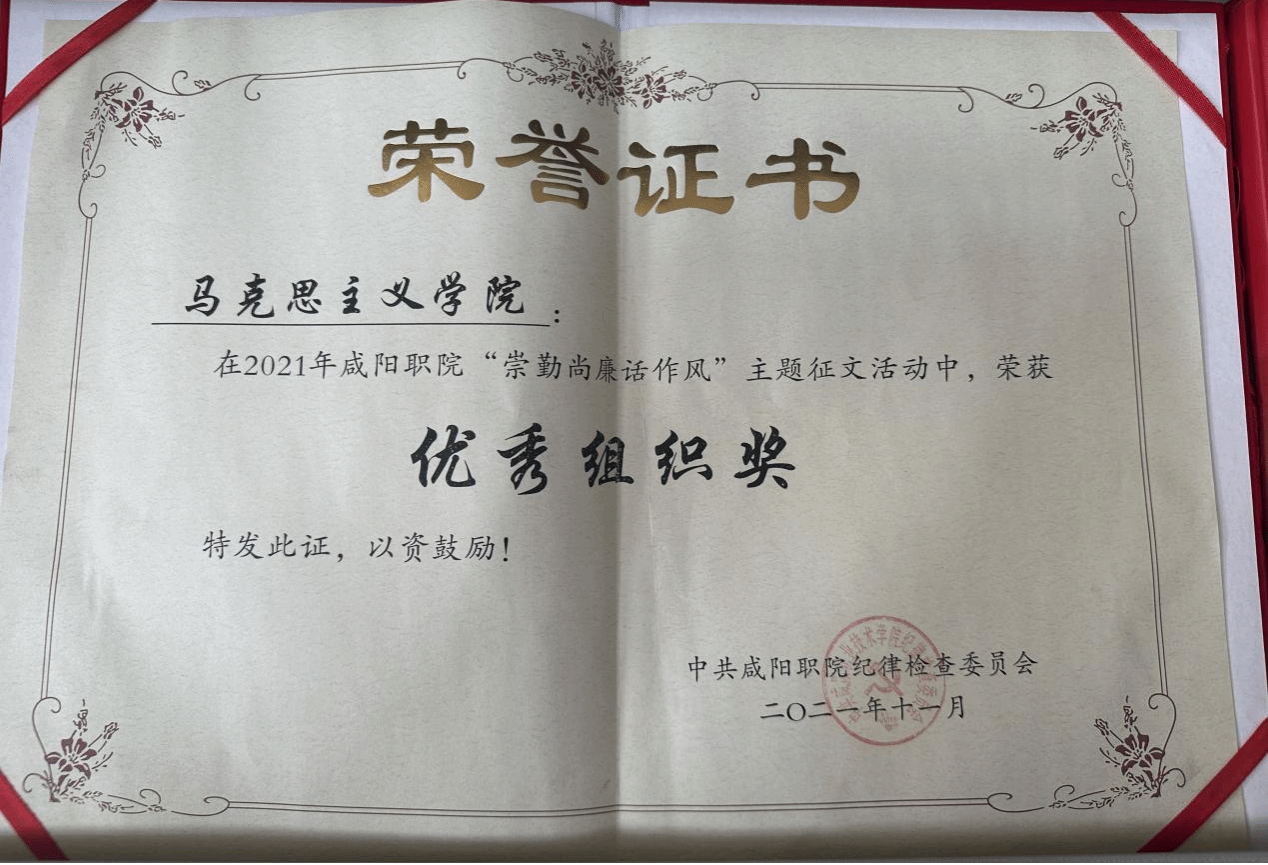 荣誉证书
马克思主义学院：
在2021年咸阳职院“崇勤尚廉话作风”主题征文活动中，荣获
优秀组织奖
特发此证，以资鼓励！
中共咸阳职院纪律检查委员会
二〇二一年十一月